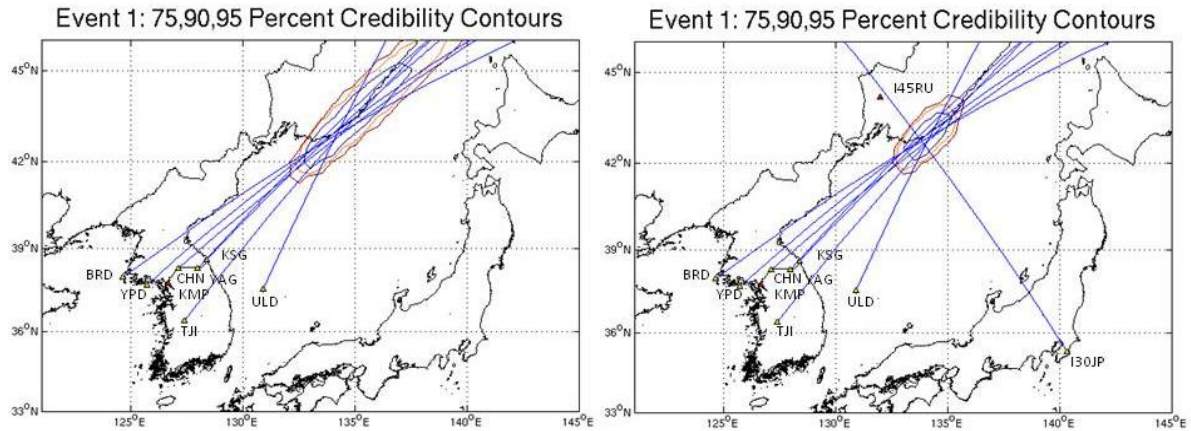 Event 1: 75,90,95 Percent Credibility Contours
45°N
42°N
39°N
36°N
33°N
BRD
YPD
CHN
YAG
KSG
KMP
TJI
ULD
125°E
130°E
135°E
140°E
145°E
Event 1: 75,90,95 Percent Credibility Contours
45°N
42°N
39°N
36°N
33°N
I45RU
BRD
YPD
CHN
YAG
KSG
KMP
TJI
ULD
I30JP
125°E
130°E
135°E
140°E
145°E